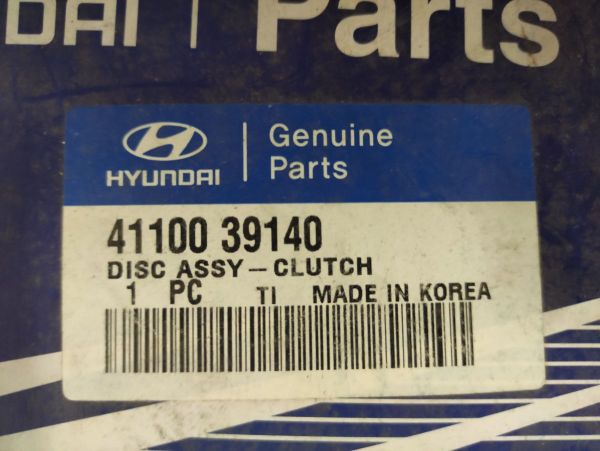 DAI Parts
HYUNDAI
Genuine
Parts
41100 39140
DISC ASSY - CLUTCH
1 PC TI MADE IN KOREA